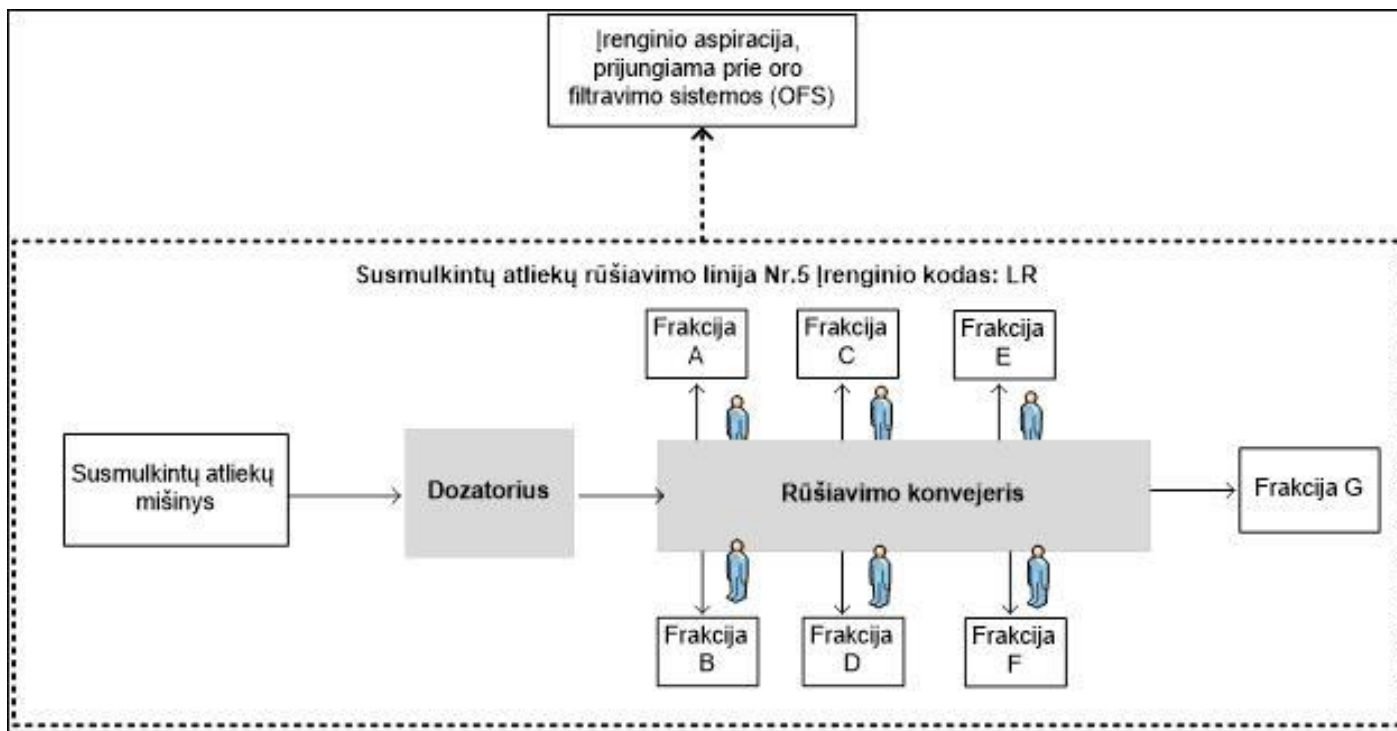 Įrenginio aspiracija,
prijungiama prie oro
filtravimo sistemos (OFS)
Susmulkintų atliekų rūšiavimo linija Nr.5 Įrenginio kodas: LR
Frakcija
A
Frakcija
C
Frakcija
E
Susmulkintų atliekų
mišinys
Dozatorius
Rūšiavimo konvejeris
Frakcija G
Frakcija
B
Frakcija
D
Frakcija
F